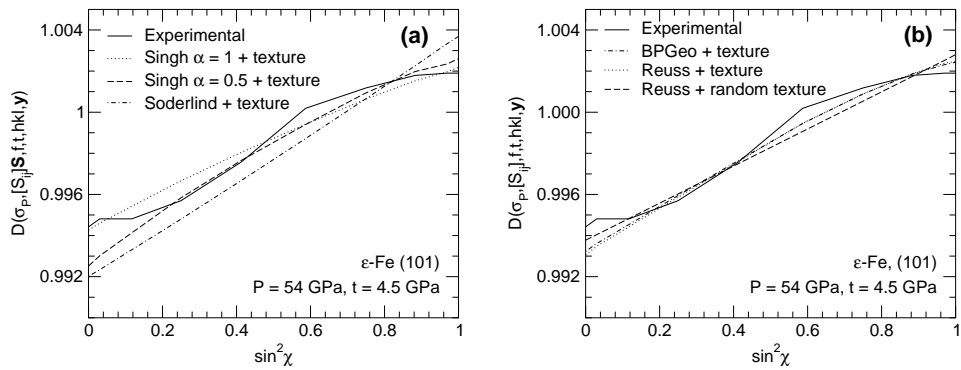 1.004
1
0.996
0.992
D(σP,[Sij]S,f,t,hkl,y)
Experimental
Singh α = 1 + texture
Singh α = 0.5 + texture
Soderlind + texture
(a)
ε-Fe (101)
P = 54 GPa, t = 4.5 GPa
0 0.2 0.4 0.6 0.8 1
sin²χ
1.004
1.000
0.996
0.992
D(σP,[Sij],f,t,hkl,y)
Experimental
BPGeo + texture
Reuss + texture
Reuss + random texture
(b)
ε-Fe, (101)
P = 54 GPa, t = 4.5 GPa
0 0.2 0.4 0.6 0.8 1
sin²χ